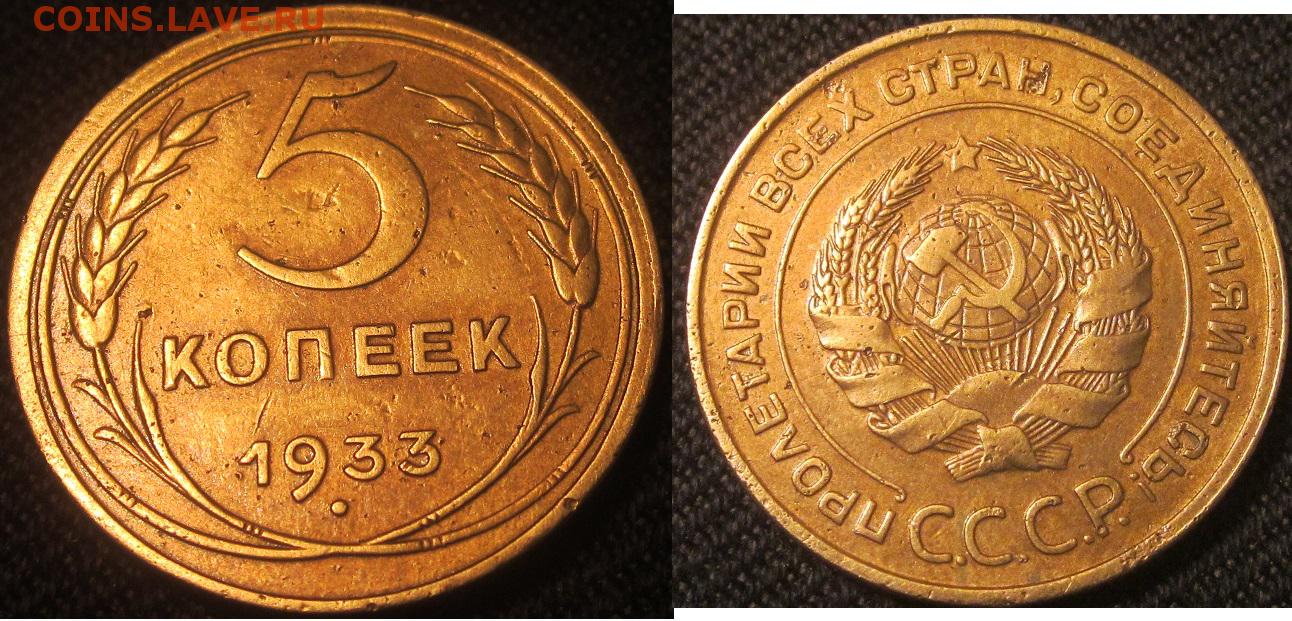 COINS.LAVE.RU
5
КОПЕЕК
1933
ПРОЛЕТАРИИ ВСЕХ СТРАН, СОЕДИНЯЙТЕСЬ!
С.С.С.Р.